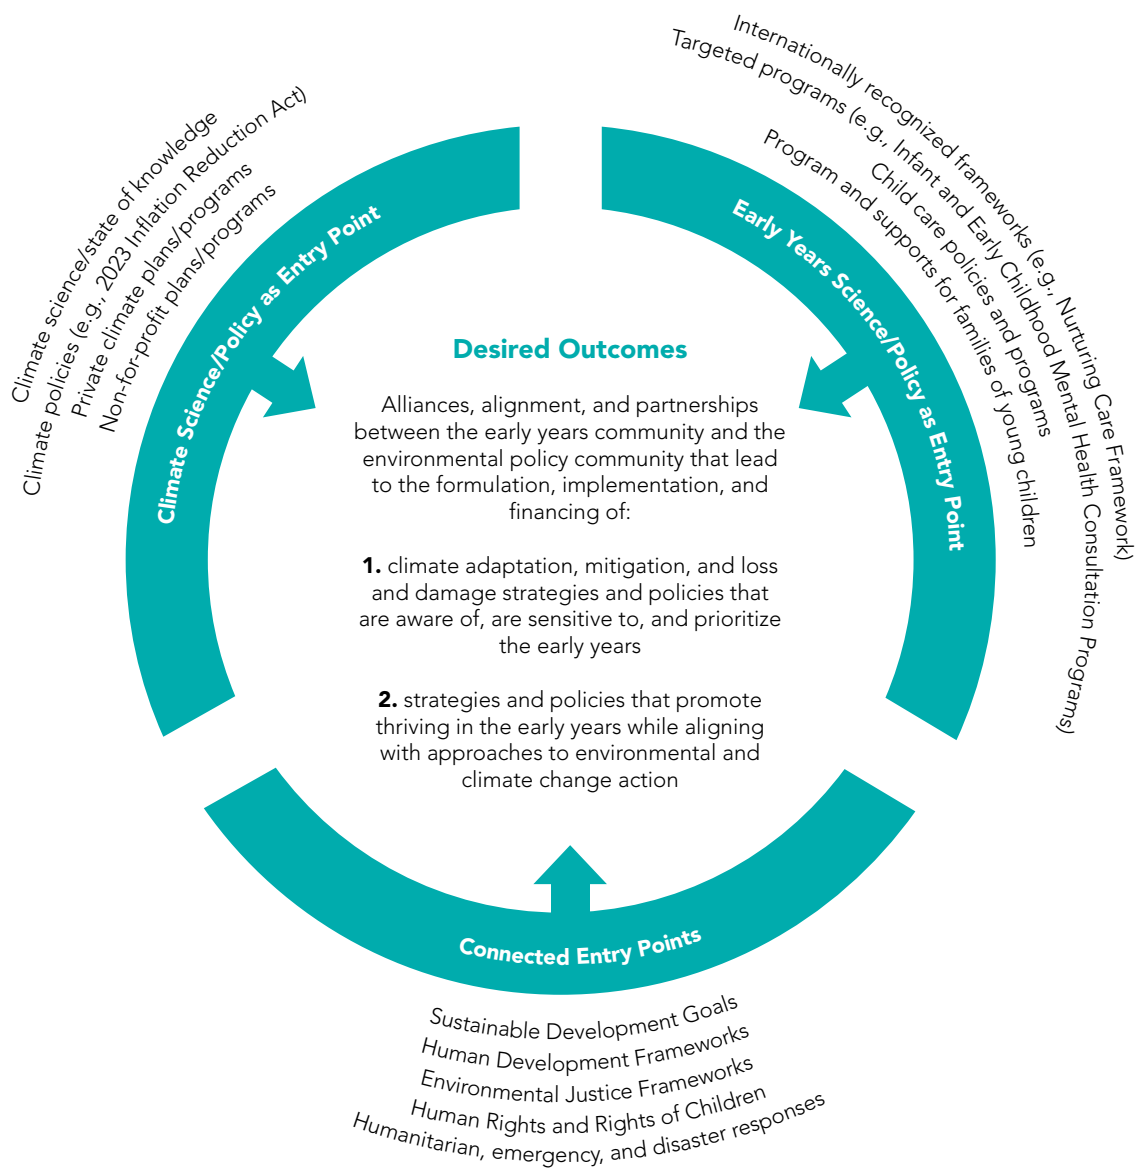 Climate science/state of knowledge
Climate policies (e.g., 2023 Inflation Reduction Act)
Private climate plans/programs
Non-for-profit plans/programs
Climate Science/Policy as Entry Point
Internationally recognized frameworks (e.g., Nurturing Care Framework)
Targeted programs (e.g., Infant and Early Childhood Mental Health Consultation Programs)
Child care policies and programs
Program and supports for families of young children
Early Years Science/Policy as Entry Point
Desired Outcomes
Alliances, alignment, and partnerships
between the early years community and the
environmental policy community that lead
to the formulation, implementation, and
financing of:
1. climate adaptation, mitigation, and loss
and damage strategies and policies that
are aware of, are sensitive to, and prioritize
the early years
2. strategies and policies that promote
thriving in the early years while aligning
with approaches to environmental and
climate change action
Connected Entry Points
Sustainable Development Goals
Human Development Frameworks
Environmental Justice Frameworks
Human Rights and Rights of Children
Humanitarian, emergency, and disaster responses